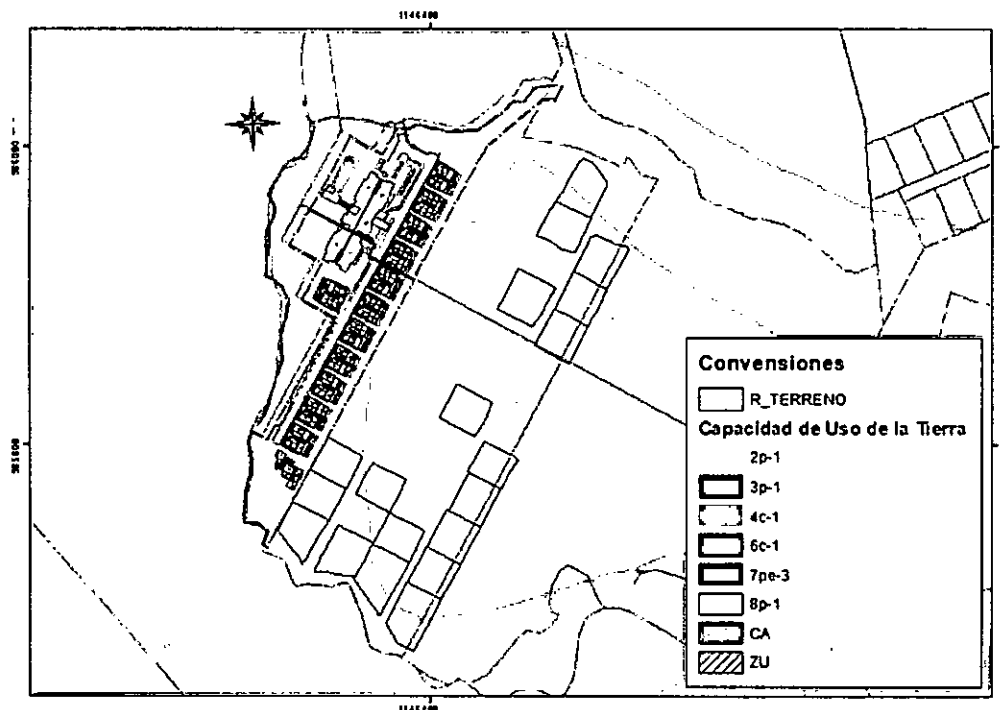 1146400
Convensiones
R_TERRENO
Capacidad de Uso de la Tierra
2p-1
3p-1
4c-1
6c-1
7pe-3
8p-1
CA
ZU